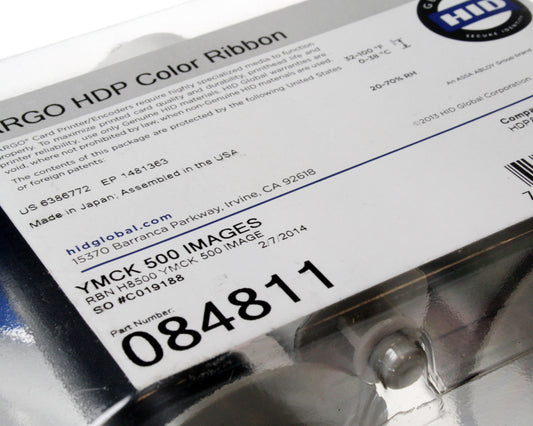 ARGO HDP Color Ribbon
ARGO® Card Printer/Encoders require highly specialized media to function
properly. To maximize printed card quality and durability, printhead life and
printer reliability, use only Genuine HID materials. HID Global warranties are
void, where not prohibited by law, when non-Genuine HID materials are used.
The contents of this package are protected by the following United States
or foreign patents:
US 6386772 EP 1481363
Made in Japan. Assembled in the USA
32-100 °F
0-38 °C
20-70% RH
HID
SECURE IDENTITY
An ASSA ABLOY Group brand
©2013 HID Global Corporation.
Compa
HDP
7
hidglobal.com
15370 Barranca Parkway, Irvine, CA 92618
YMCK 500 IMAGES
RBN H8500 YMCK 500 IMAGE
2.7.2014
SO #C019188
Part Number:
084811